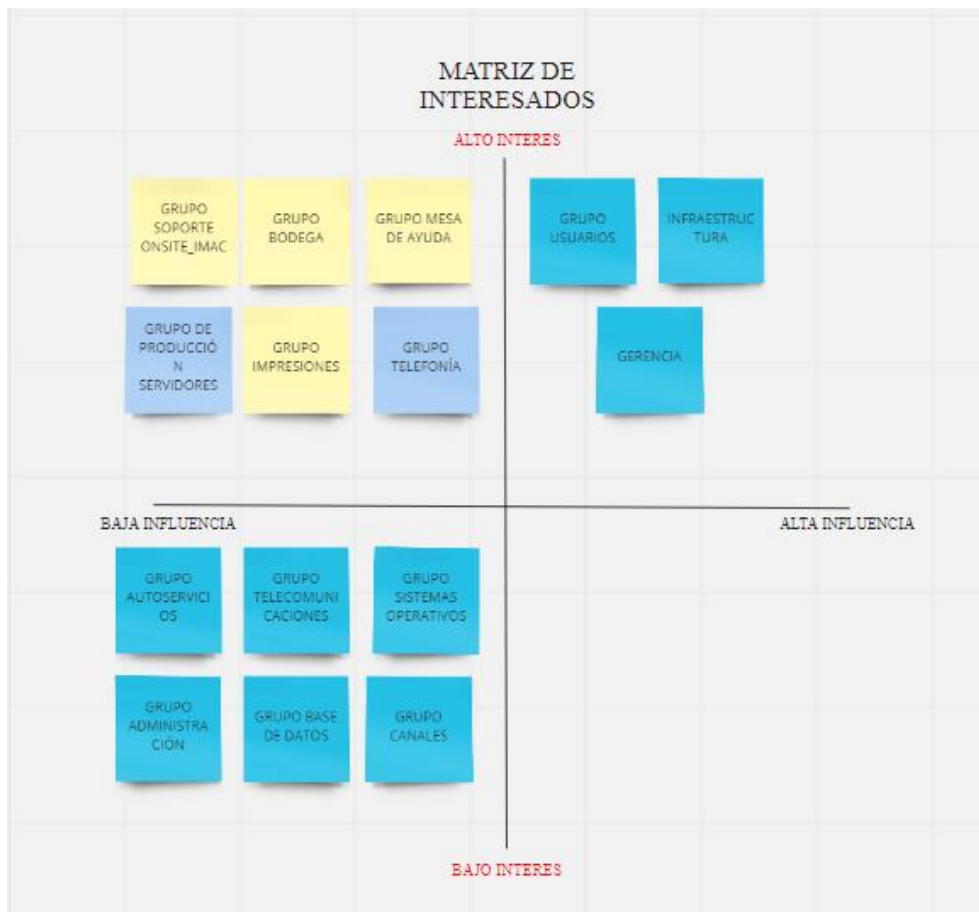 MATRIZ DE
INTERESADOS
ALTO INTERES
GRUPO
SOPORTE
ONSITE_IMAC
GRUPO
BODEGA
GRUPO MESA
DE AYUDA
GRUPO
USUARIOS
INFRAESTRUC
TURA
GRUPO DE
PRODUCCIÓ
N
SERVIDORES
GRUPO
IMPRESIONES
GRUPO
TELEFONÍA
GERENCIA
BAJA INFLUENCIA
ALTA INFLUENCIA
GRUPO
AUTOSERVICI
OS
GRUPO
TELECOMUNI
CACIONES
GRUPO
SISTEMAS
OPERATIVOS
GRUPO
ADMINISTRA
CIÓN
GRUPO BASE
DE DATOS
GRUPO
CANALES
BAJO INTERES